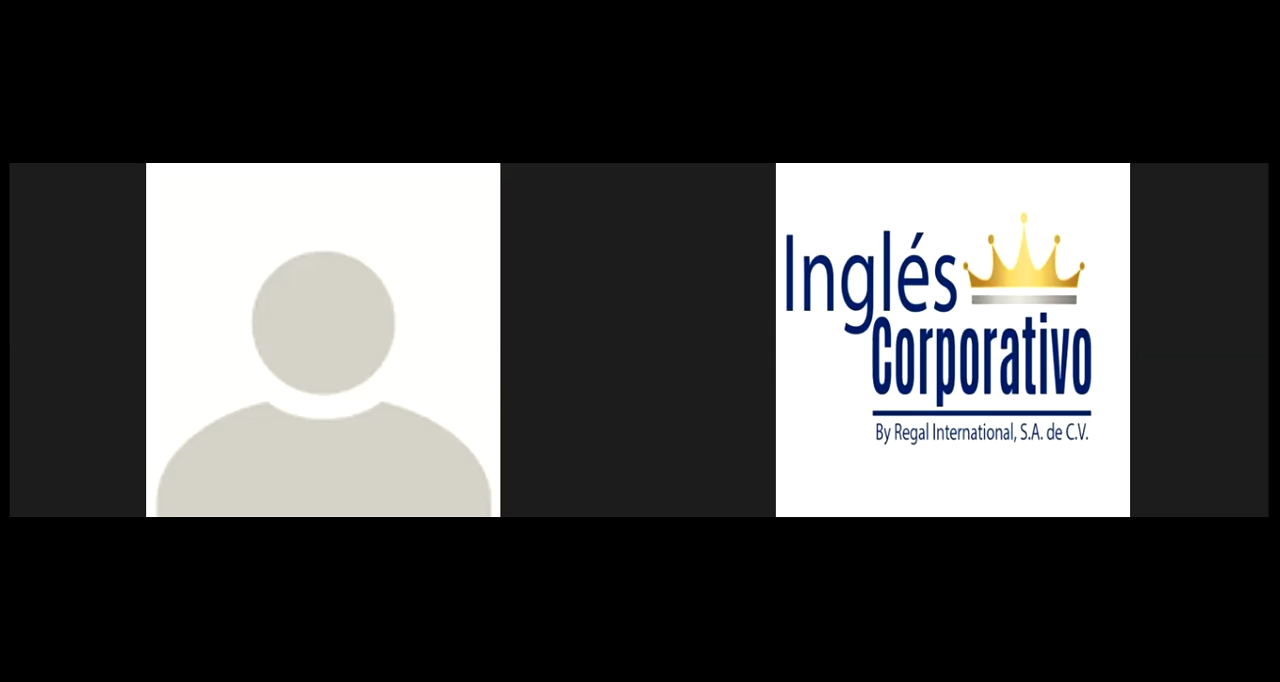 Inglés
Corporativo
By Regal International, S.A. de C.V.